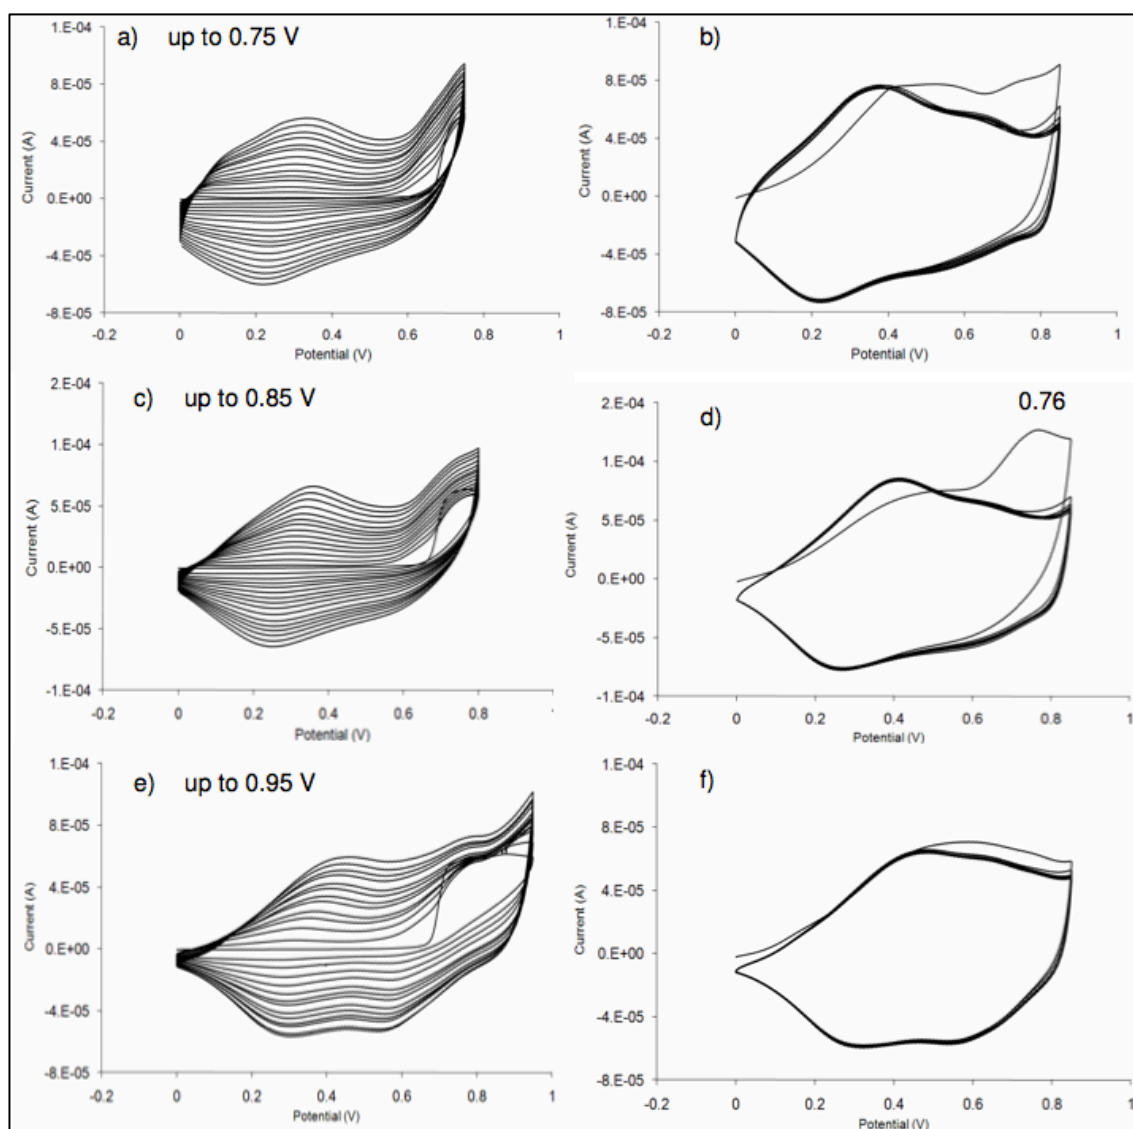 a) up to 0.75 V
1.E-04
8.E-05
4.E-05
0.E+00
-4.E-05
-8.E-05
Current (A)
-0.2 0 0.2 0.4 0.6 0.8 1
Potential (V)
b)
1.E-04
8.E-05
4.E-05
0.E+00
-4.E-05
-8.E-05
Current (A)
-0.2 0 0.2 0.4 0.6 0.8 1
Potential (V)
c) up to 0.85 V
2.E-04
1.E-04
5.E-05
0.E+00
-5.E-05
-1.E-04
Current (A)
-0.2 0 0.2 0.4 0.6 0.8
Potential (V)
d) 0.76
2.E-04
1.E-04
5.E-05
0.E+00
-5.E-05
-1.E-04
Current (A)
-0.2 0 0.2 0.4 0.6 0.8 1
Potential (V)
e) up to 0.95 V
1.E-04
8.E-05
4.E-05
0.E+00
-4.E-05
-8.E-05
Current (A)
-0.2 0 0.2 0.4 0.6 0.8 1
Potential (V)
f)
1.E-04
8.E-05
4.E-05
0.E+00
-4.E-05
-8.E-05
Current (A)
-0.2 0 0.2 0.4 0.6 0.8 1
Potential (V)